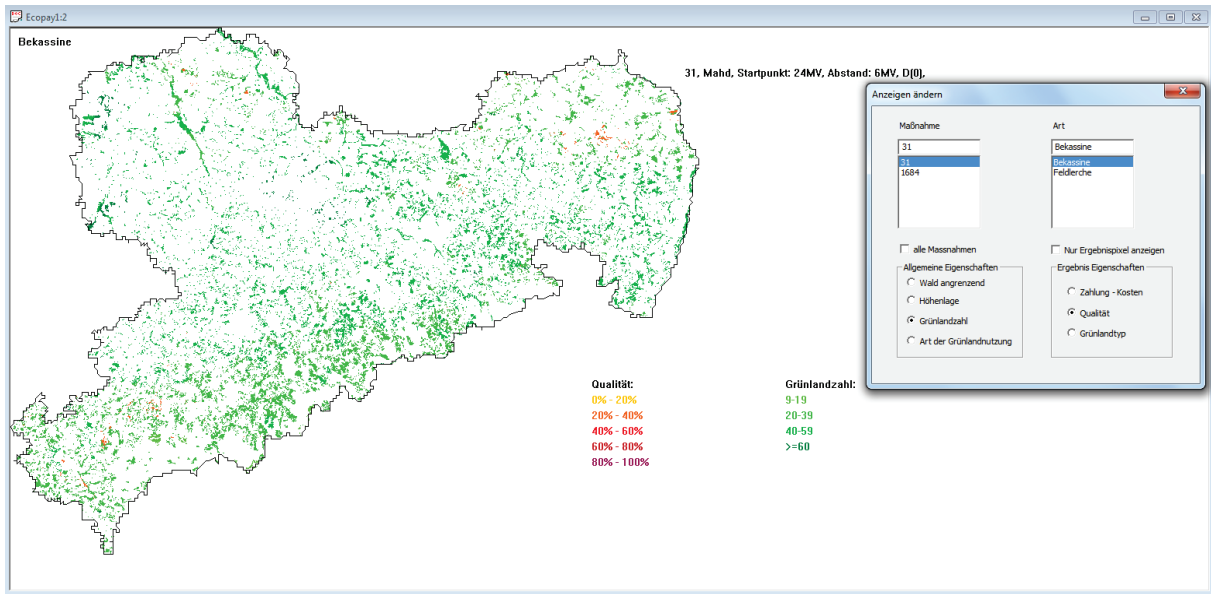 Ecopay1:2
Bekassine
31, Mahd, Startpunkt: 24MV, Abstand: 6MV, D[0],
Qualität:
0% - 20%
20% - 40%
40% - 60%
60% - 80%
80% - 100%
Grünlandzahl:
9-19
20-39
40-59
>=60
Anzeigen ändern
Maßnahme
31
31
1684
Art
Bekassine
Bekassine
Feldlerche
alle Massnahmen
Nur Ergebnispixel anzeigen
Allgemeine Eigenschaften
Wald angrenzend
Höhenlage
Grünlandzahl
Art der Grünlandnutzung
Ergebnis Eigenschaften
Zahlung - Kosten
Qualität
Grünlandtyp